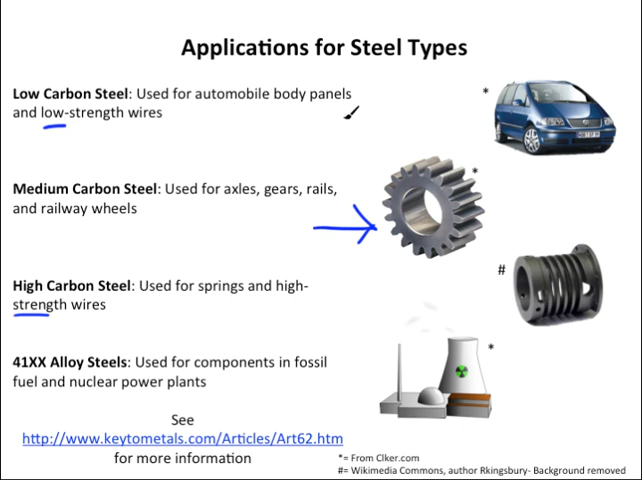 Applications for Steel Types
Low Carbon Steel: Used for automobile body panels
and low-strength wires
*
Medium Carbon Steel: Used for axles, gears, rails,
and railway wheels
*
High Carbon Steel: Used for springs and high-
strength wires
#
41XX Alloy Steels: Used for components in fossil
fuel and nuclear power plants
*
See
http://www.keytometals.com/Articles/Art62.htm
for more information
*= From Clker.com
#= Wikimedia Commons, author Rkingsbury- Background removed